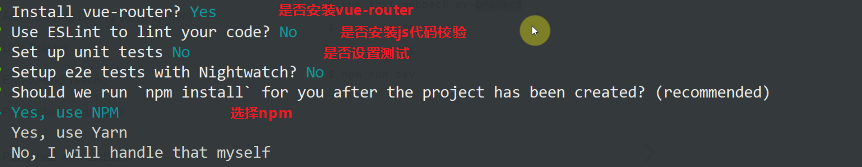 Install vue-router? Yes 是否安装vue-router
Use ESLint to lint your code? No 是否安装js代码校验
Set up unit tests No 是否设置测试
Setup e2e tests with Nightwatch? No
Should we run `npm install` for you after the project has been created? (recommended)
Yes, use NPM 选择npm
Yes, use Yarn
No, I will handle that myself